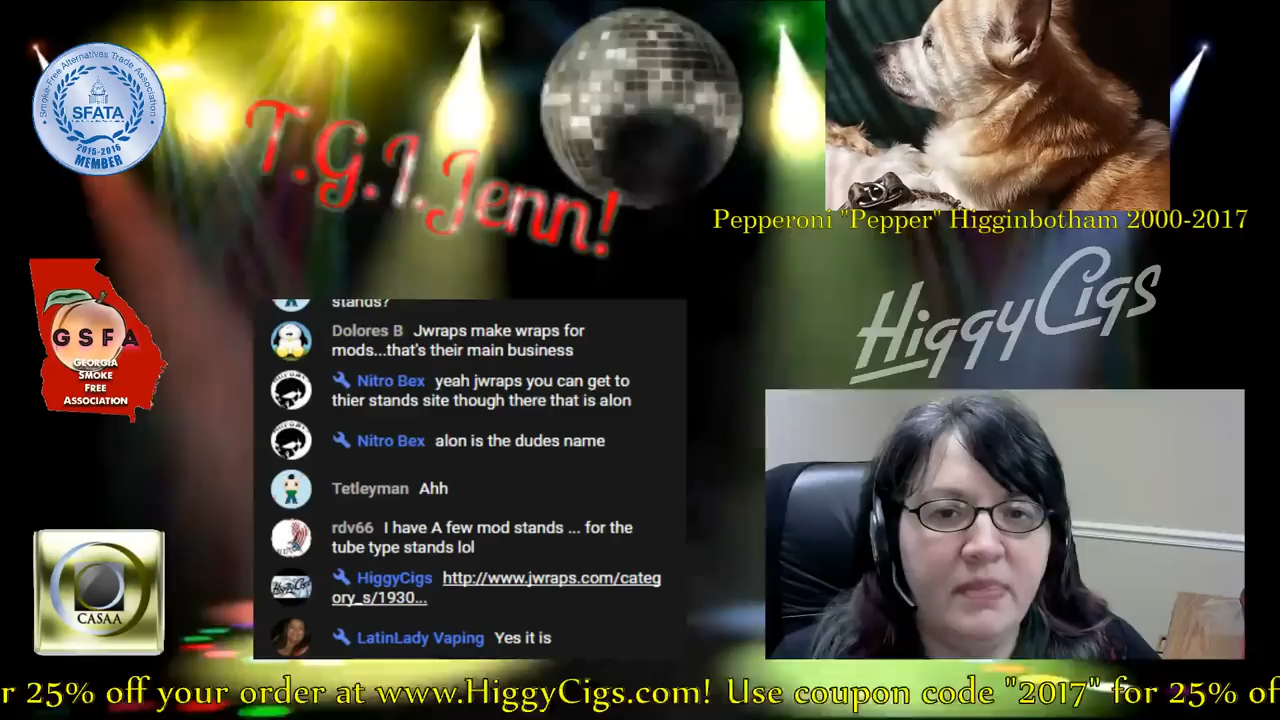 Smoke-Free Alternatives Trade Association
SFATA
2015-2016
MEMBER
T.G.I.Jenn!
Pepperoni "Pepper" Higginbotham 2000-2017
HiggyCigs
GSFA
GEORGIA
SMOKE
FREE
ASSOCIATION
CASAA
stands?
Dolores B Jwraps make wraps for
mods...that's their main business
Nitro Bex yeah jwraps you can get to
thier stands site though there that is alon
Nitro Bex alon is the dudes name
Tetleyman Ahh
rdv66 I have A few mod stands ... for the
tube type stands lol
HiggyCigs http://www.jwraps.com/categ
ory_s/1930...
LatinLady Vaping Yes it is
r 25% off your order at www.HiggyCigs.com! Use coupon code "2017" for 25% of